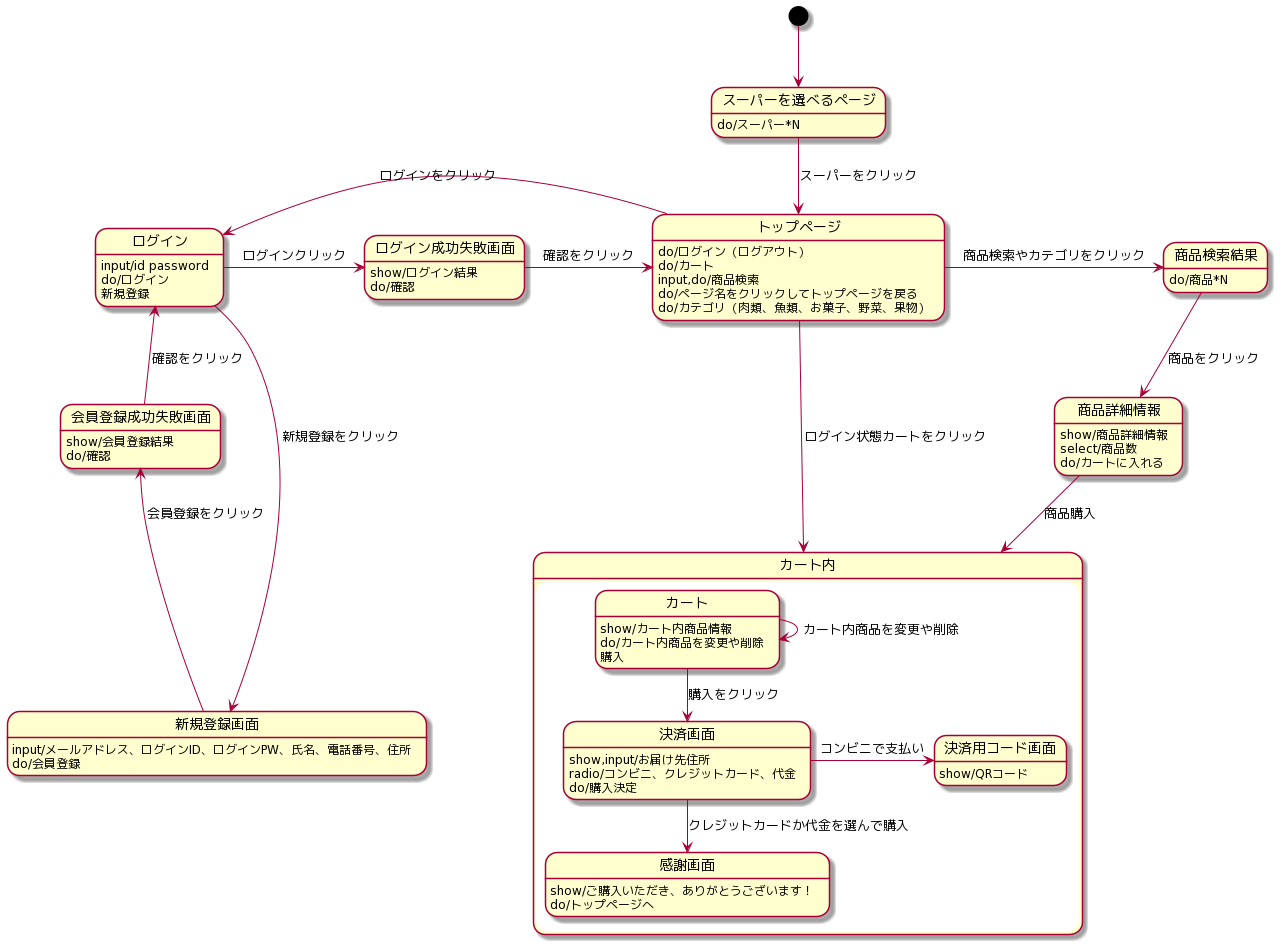 スーパーを選べるページ
do/スーパー*N
スーパーをクリック
ログインをクリック
トップページ
do/ログイン（ログアウト）
do/カート
input,do/商品検索
do/ページ名をクリックしてトップページを戻る
do/カテゴリ（肉類、魚類、お菓子、野菜、果物）
ログイン
input/id password
do/ログイン
新規登録
ログインクリック
ログイン成功失敗画面
show/ログイン結果
do/確認
確認をクリック
商品検索やカテゴリをクリック
商品検索結果
do/商品*N
確認をクリック
商品をクリック
会員登録成功失敗画面
show/会員登録結果
do/確認
新規登録をクリック
ログイン状態カートをクリック
商品詳細情報
show/商品詳細情報
select/商品数
do/カートに入れる
会員登録をクリック
商品購入
カート内
カート
show/カート内商品情報
do/カート内商品を変更や削除
購入
カート内商品を変更や削除
購入をクリック
新規登録画面
input/メールアドレス、ログインID、ログインPW、氏名、電話番号、住所
do/会員登録
決済画面
show,input/お届け先住所
radio/コンビニ、クレジットカード、代金
do/購入決定
コンビニで支払い
決済用コード画面
show/QRコード
クレジットカードか代金を選んで購入
感謝画面
show/ご購入いただき、ありがとうございます！
do/トップページへ